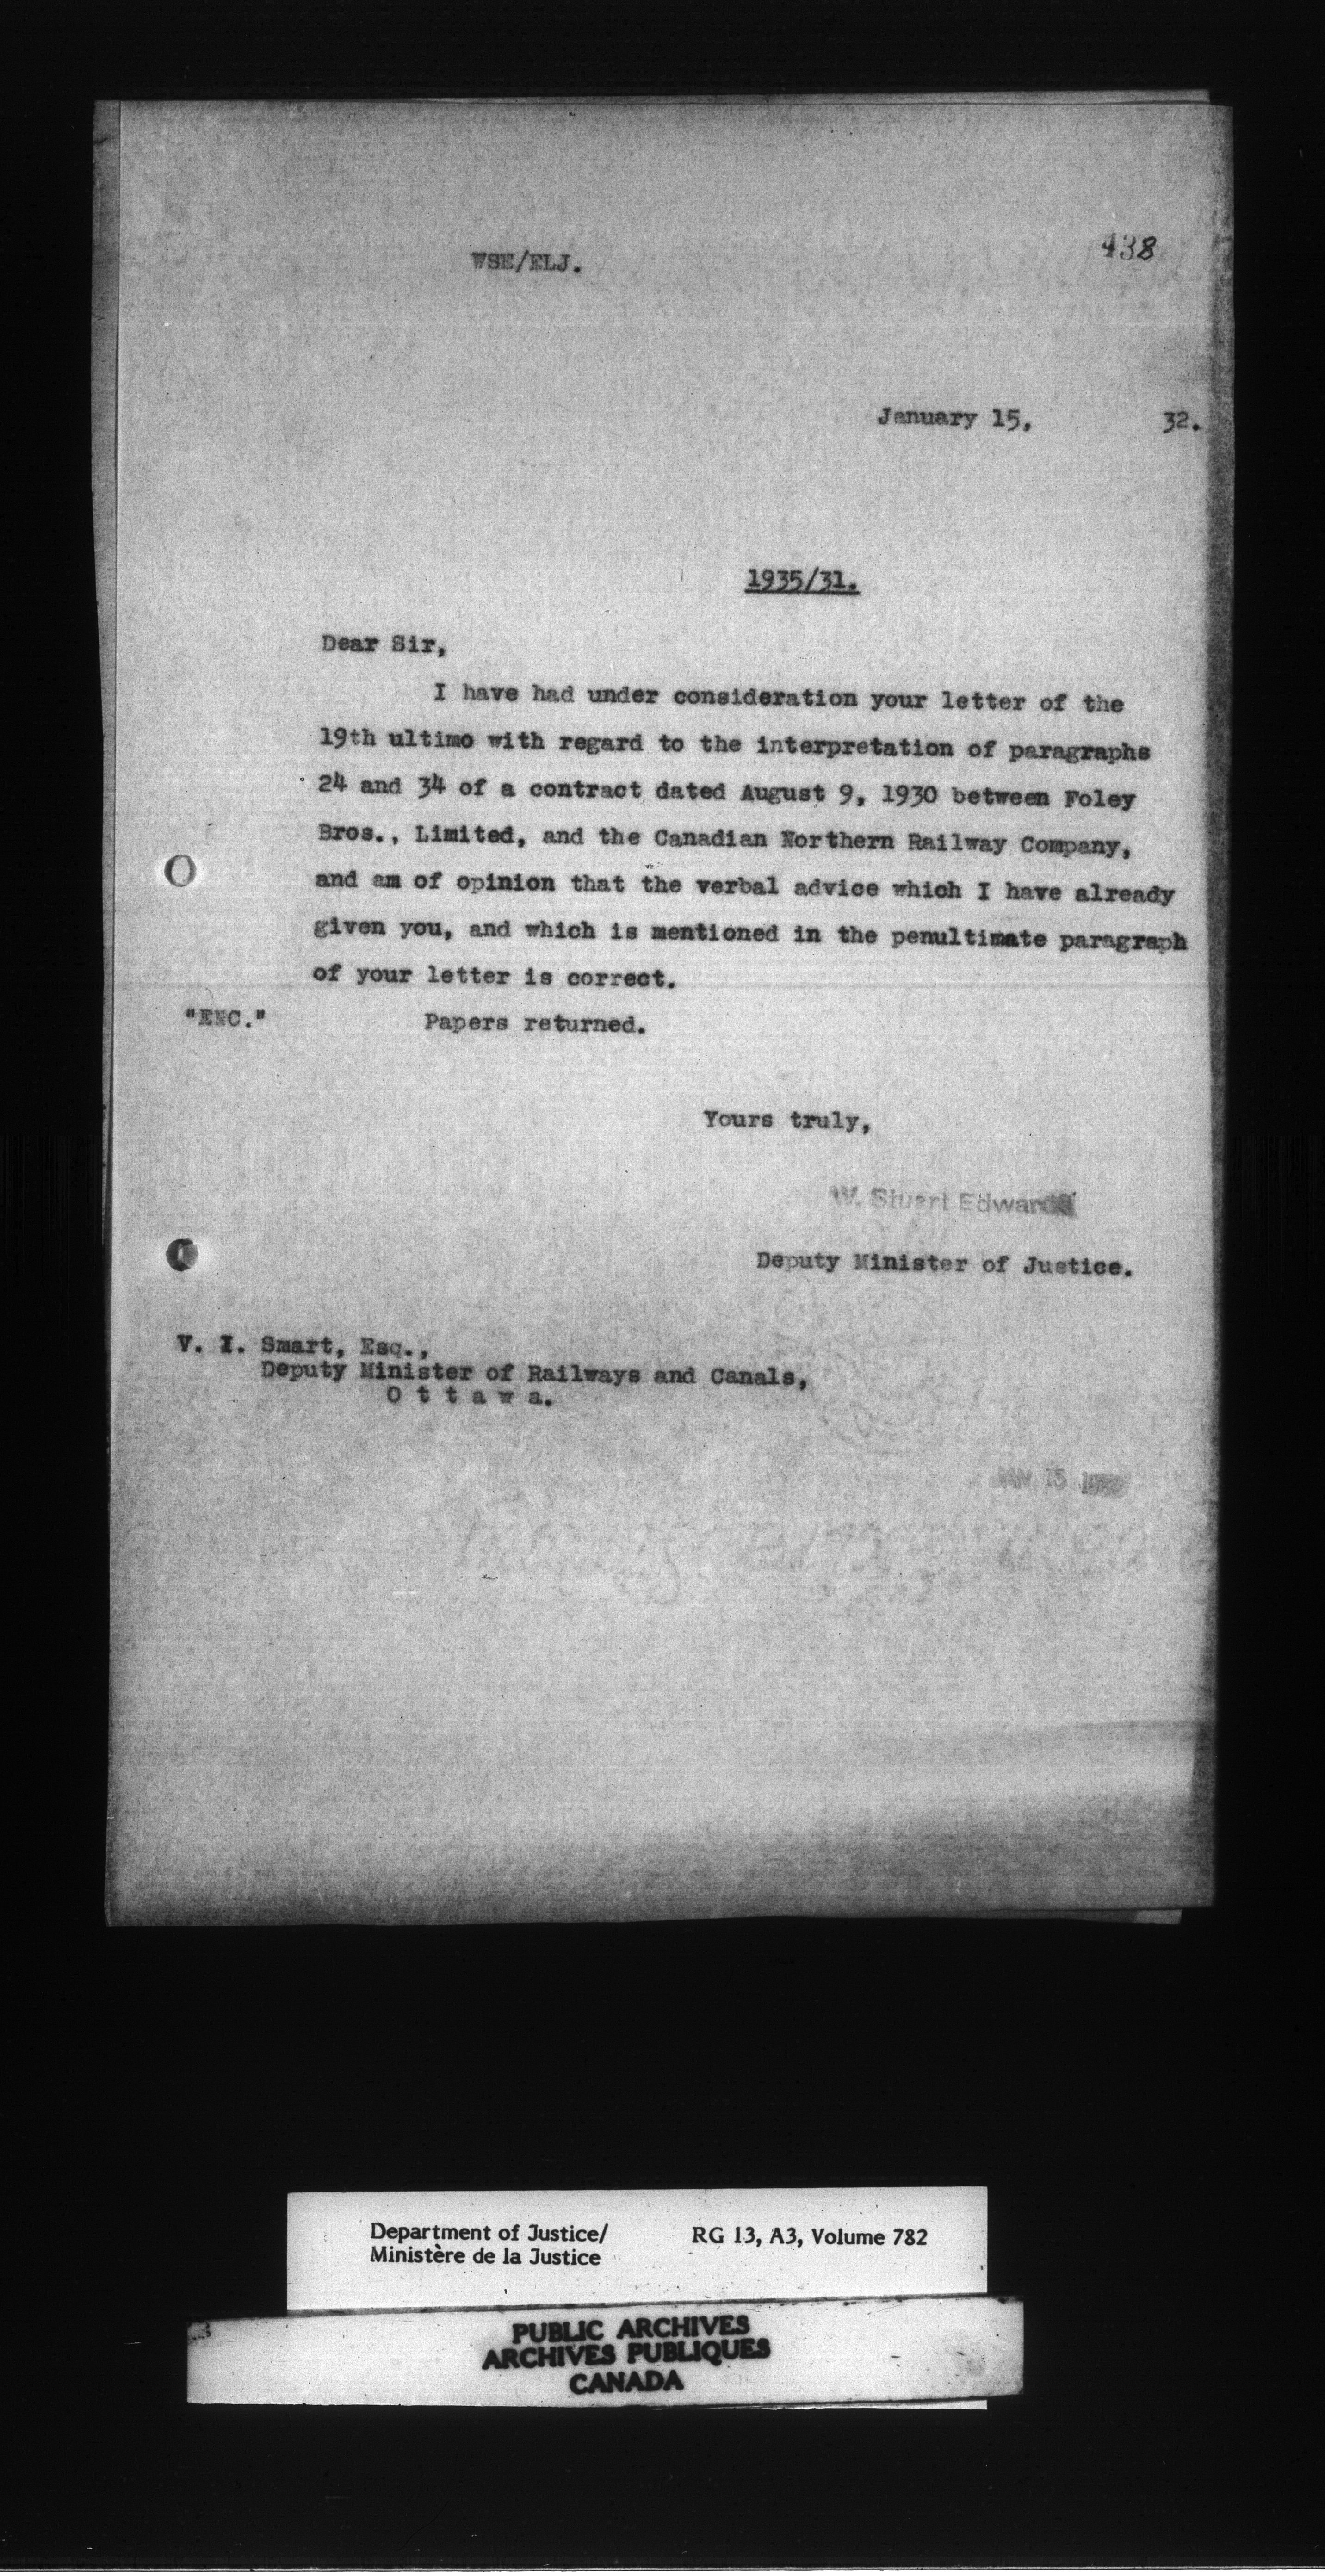 438
WSE/ELJ.
January 15, 32.
1935/31.
Dear Sir,
I have had under consideration your letter of the
19th ultimo with regard to the interpretation of paragraphs
24 and 34 of a contract dated August 9, 1930 between Foley
Bros., Limited, and the Canadian Northern Railway Company,
and am of opinion that the verbal advice which I have already
given you, and which is mentioned in the penultimate paragraph
of your letter is correct.
"ENC." Papers returned.
Yours truly,
W. Stuart Edwards
Deputy Minister of Justice.
V. I. Smart, Esq.,
Deputy Minister of Railways and Canals,
O t t a w a.
JAN 15
Department of Justice/ RG 13, A3, Volume 782
Ministère de la Justice
PUBLIC ARCHIVES
ARCHIVES PUBLIQUES
CANADA